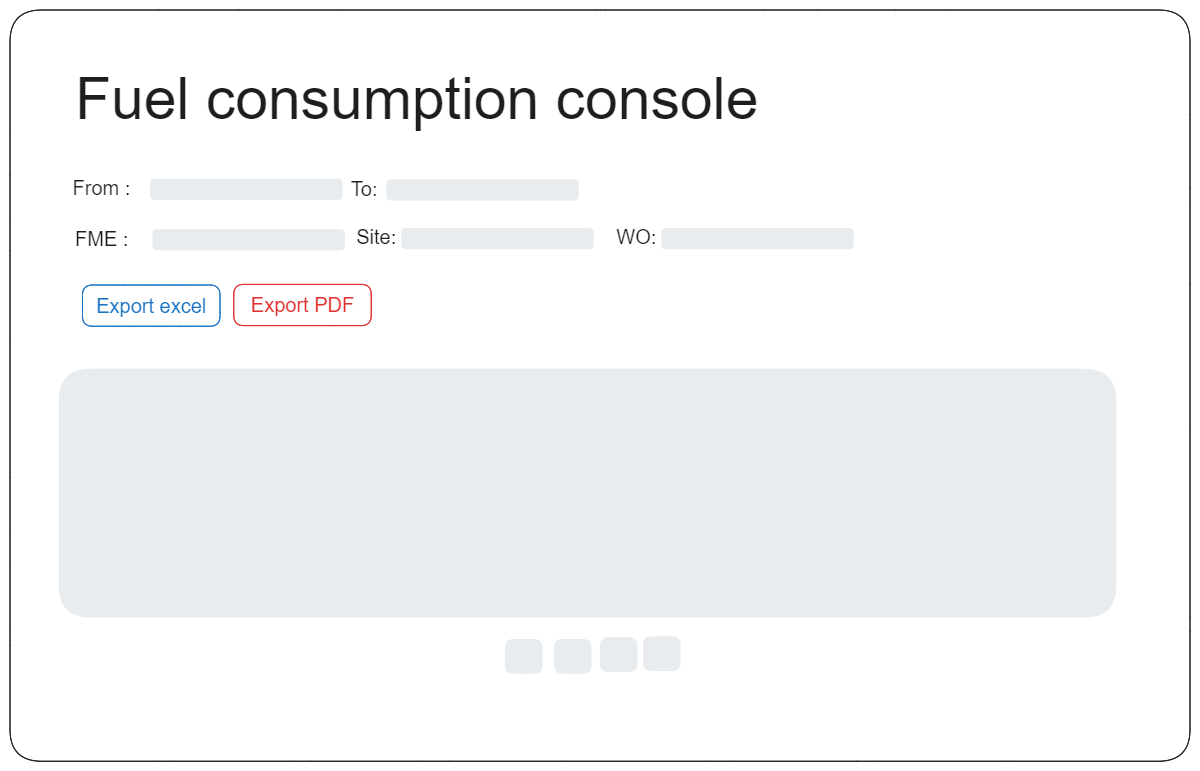 Fuel consumption console
From : To:
FME : Site: WO:
Export excel Export PDF